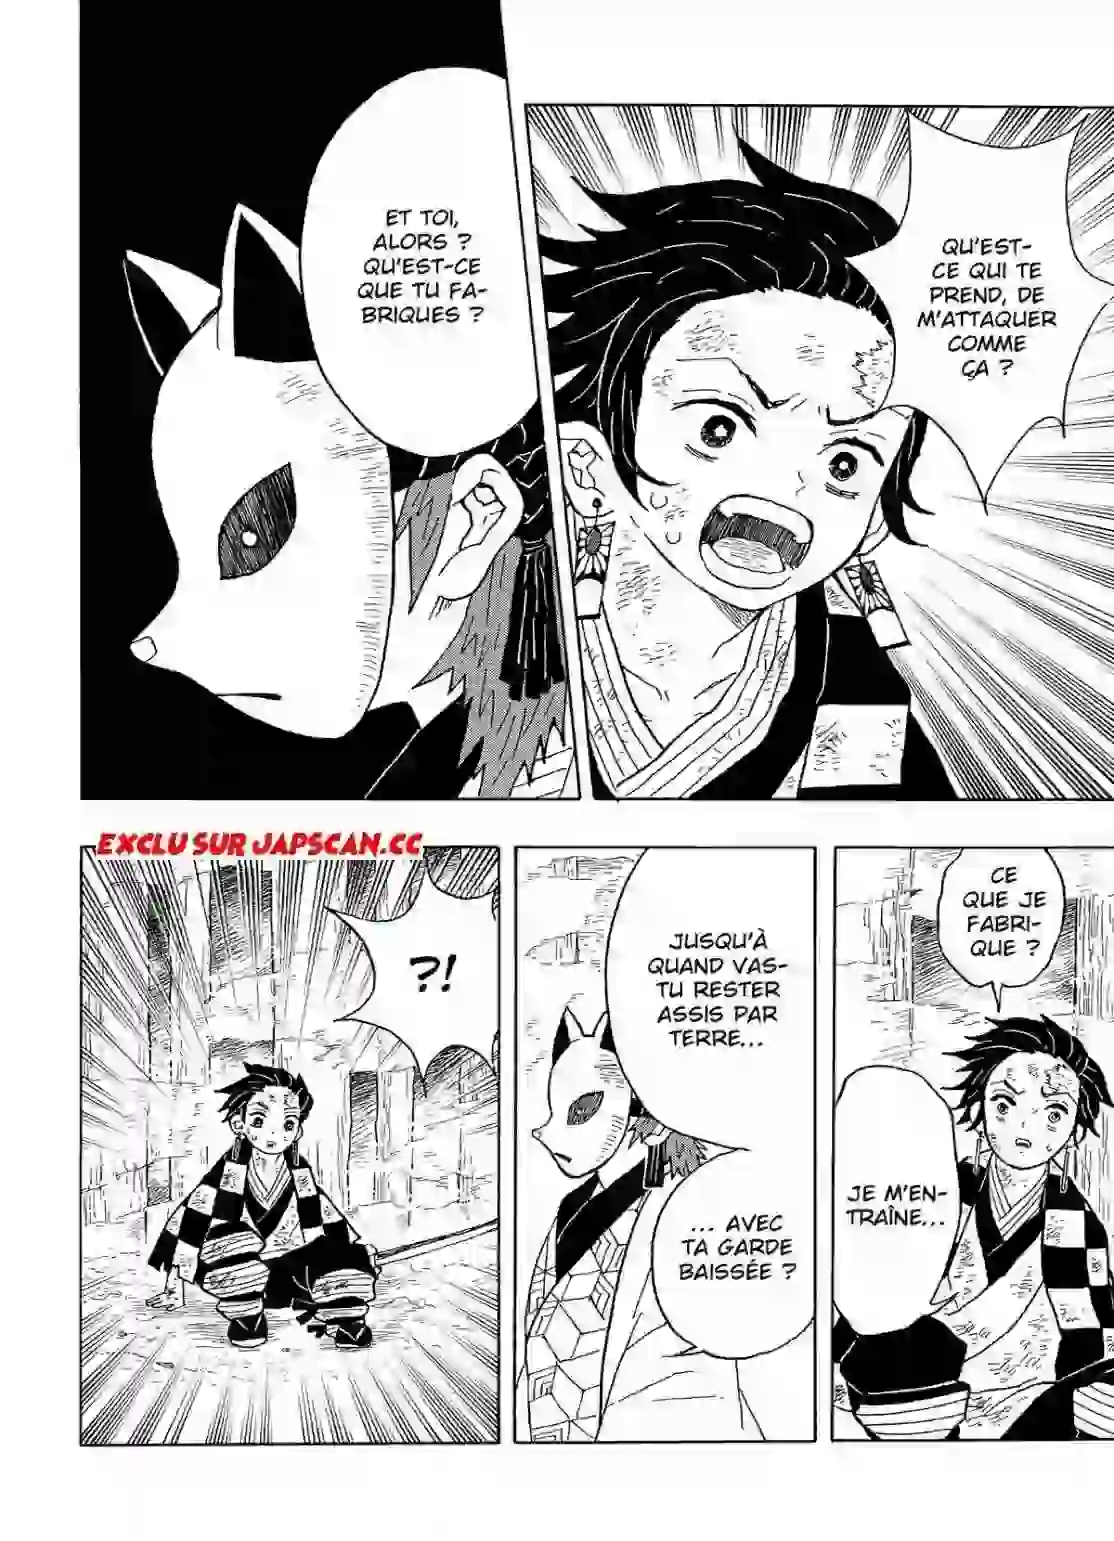 QU'EST-
CE QUI TE
PREND, DE
M'ATTAQUER
COMME
ÇA ?
ET TOI,
ALORS ?
QU'EST-CE
QUE TU FA-
BRIQUES ?
CE
QUE JE
FABRI-
QUE ?
JE M'EN-
TRAÎNE...
JUSQU'À
QUAND VAS-
TU RESTER
ASSIS PAR
TERRE...
... AVEC
TA GARDE
BAISSÉE ?
?!
EXCLU SUR JAPSCAN.CC